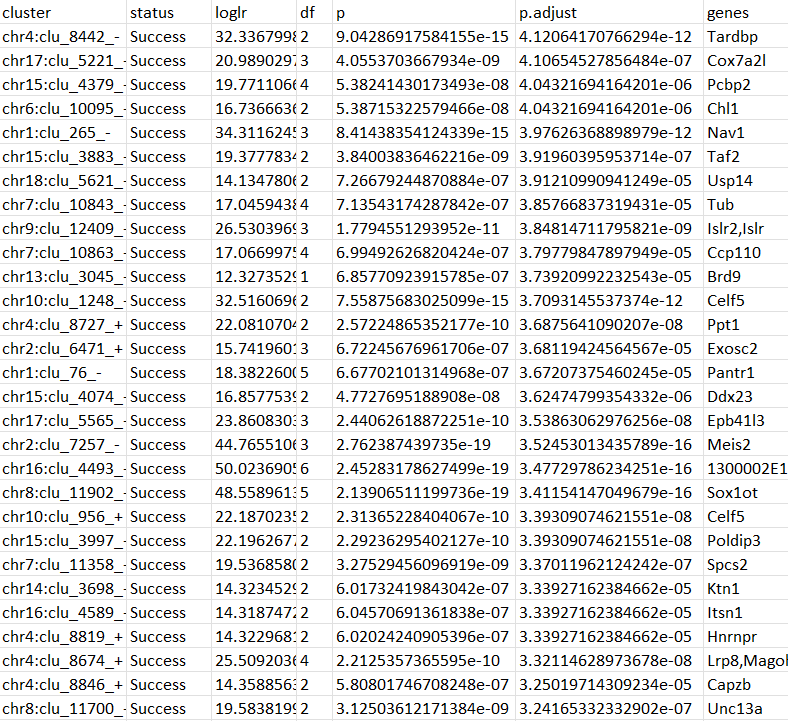 cluster status loglr df p p.adjust genes
chr4:clu_8442_- Success 32.3367998 2 9.04286917584155e-15 4.12064170766294e-12 Tardbp
chr17:clu_5221_- Success 20.9890297 3 4.0553703667934e-09 4.10654527856484e-07 Cox7a2l
chr15:clu_4379_- Success 19.7711066 4 5.38241430173493e-08 4.04321694164201e-06 Pcbp2
chr6:clu_10095_- Success 16.7366636 2 5.38715322579466e-08 4.04321694164201e-06 Chl1
chr1:clu_265_- Success 34.3116245 3 8.41438354124339e-15 3.97626368898979e-12 Nav1
chr15:clu_3883_- Success 19.3777834 2 3.84003836462216e-09 3.91960395953714e-07 Taf2
chr18:clu_5621_- Success 14.1347806 2 7.26679244870884e-07 3.91210990941249e-05 Usp14
chr7:clu_10843_- Success 17.0459438 4 7.13543174287842e-07 3.85766837319431e-05 Tub
chr9:clu_12409_- Success 26.5303969 3 1.7794551293952e-11 3.84814711795821e-09 Islr2,Islr
chr7:clu_10863_- Success 17.0669975 4 6.99492626820424e-07 3.79779847897949e-05 Ccp110
chr13:clu_3045_- Success 12.3273529 1 6.85770923915785e-07 3.73920992232543e-05 Brd9
chr10:clu_1248_- Success 32.5160696 2 7.55875683025099e-15 3.7093145537374e-12 Celf5
chr4:clu_8727_+ Success 22.0810704 2 2.57224865352177e-10 3.6875641090207e-08 Ppt1
chr2:clu_6471_+ Success 15.7419601 3 6.72245676961706e-07 3.68119424564567e-05 Exosc2
chr1:clu_76_- Success 18.3822600 5 6.67702101314968e-07 3.67207375460245e-05 Pantr1
chr15:clu_4074_- Success 16.8577539 2 4.7727695188908e-08 3.62474799354332e-06 Ddx23
chr17:clu_5565_- Success 23.8608303 3 2.44062618872251e-10 3.53863062976256e-08 Epb41l3
chr2:clu_7257_- Success 44.7655106 3 2.762387439735e-19 3.52453013435789e-16 Meis2
chr16:clu_4493_- Success 50.0236905 6 2.45283178627499e-19 3.47729786234251e-16 1300002E1
chr8:clu_11902_- Success 48.5589613 5 2.13906511199736e-19 3.41154147049679e-16 Sox1ot
chr10:clu_956_+ Success 22.1870235 2 2.31365228404067e-10 3.39309074621551e-08 Celf5
chr15:clu_3997_- Success 22.1962677 2 2.29236295402127e-10 3.39309074621551e-08 Poldip3
chr7:clu_11358_- Success 19.5368580 2 3.27529456096919e-09 3.37011962124242e-07 Spcs2
chr14:clu_3698_- Success 14.3234529 2 6.01732419843042e-07 3.33927162384662e-05 Ktn1
chr16:clu_4589_- Success 14.3187472 2 6.04570691361838e-07 3.33927162384662e-05 Itsn1
chr4:clu_8819_+ Success 14.3229681 2 6.02024240905396e-07 3.33927162384662e-05 Hnrnpr
chr4:clu_8674_+ Success 25.5092036 4 2.2125357365595e-10 3.32114628973678e-08 Lrp8,Magoh
chr4:clu_8846_+ Success 14.3588563 2 5.80801746708248e-07 3.25019714309234e-05 Capzb
chr8:clu_11700_- Success 19.5838199 2 3.12503612171384e-09 3.24165332332902e-07 Unc13a